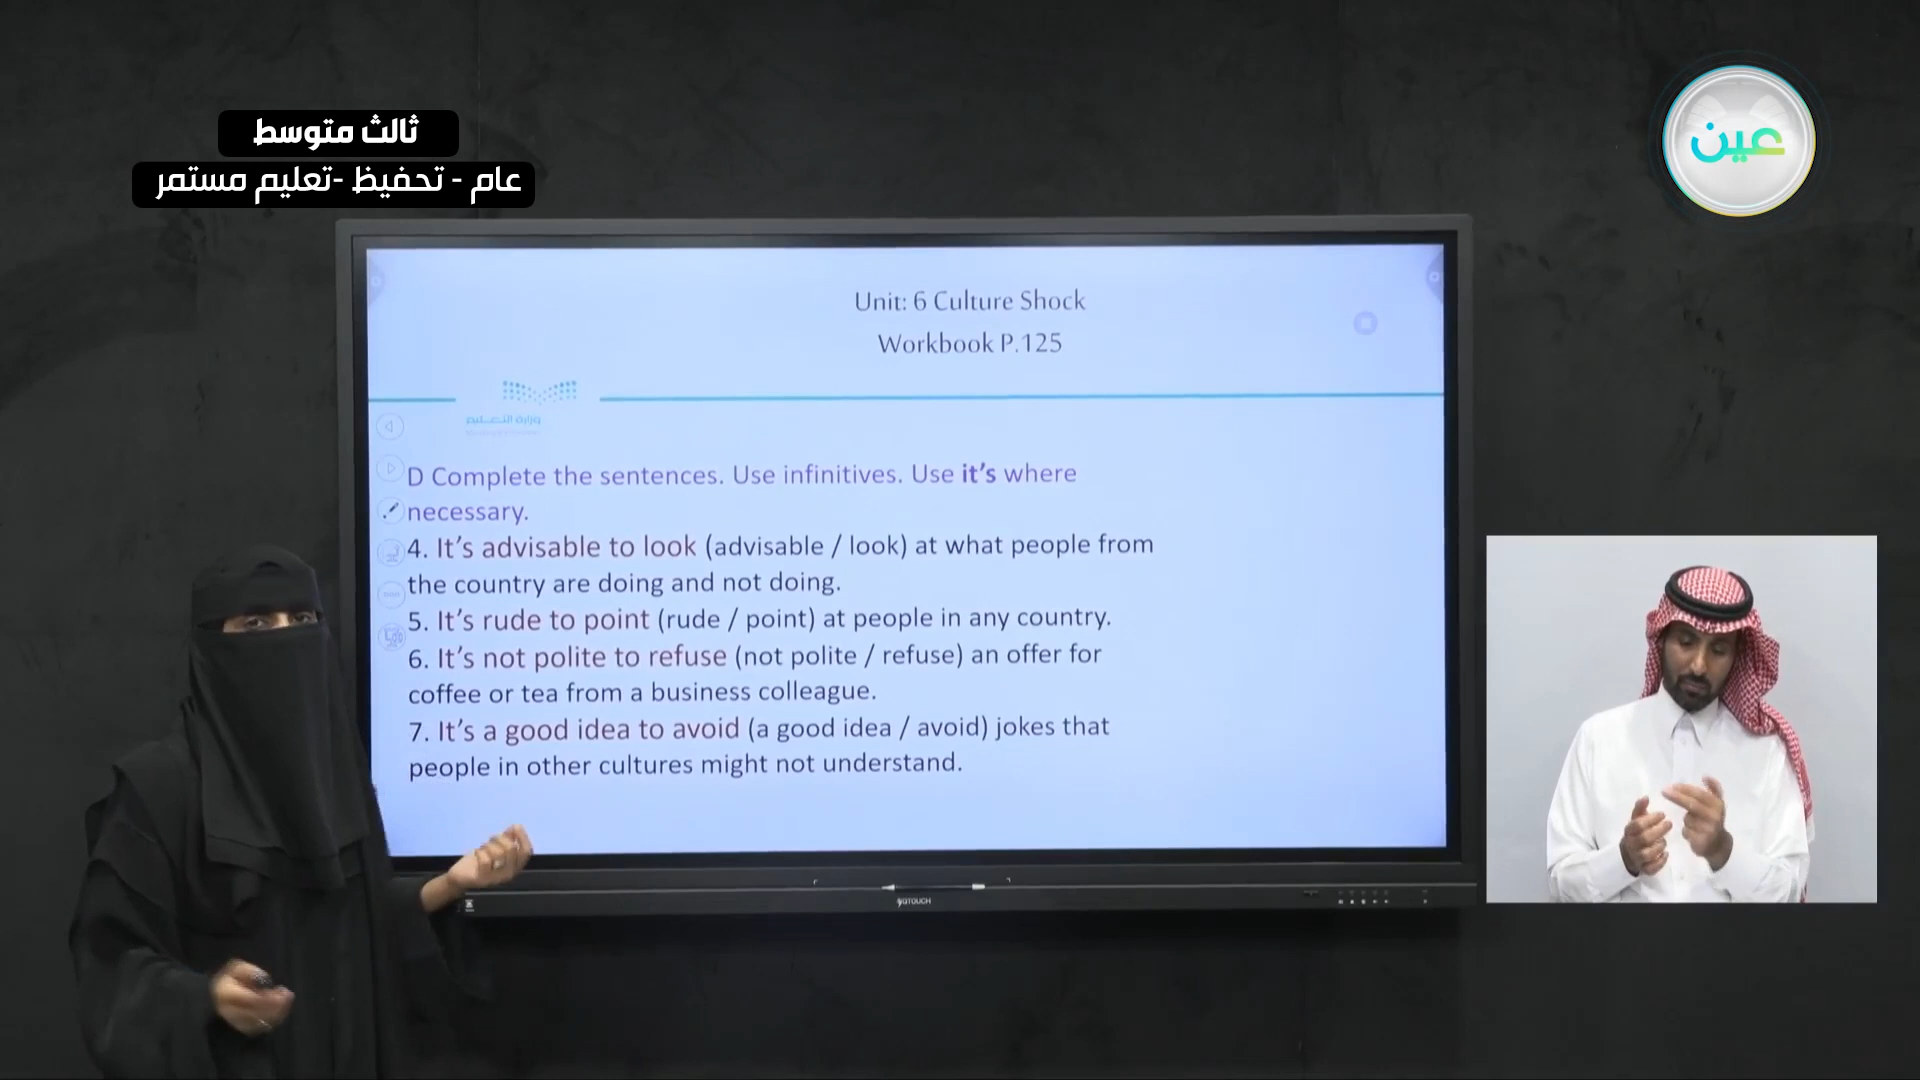 ثالث متوسط
عام - تحفيظ -تعليم مستمر
عين
Unit: 6 Culture Shock
Workbook P.125
وزارة التعليم
D Complete the sentences. Use infinitives. Use it's where
necessary.
4. It's advisable to look (advisable / look) at what people from
the country are doing and not doing.
5. It's rude to point (rude / point) at people in any country.
6. It's not polite to refuse (not polite / refuse) an offer for
coffee or tea from a business colleague.
7. It's a good idea to avoid (a good idea / avoid) jokes that
people in other cultures might not understand.